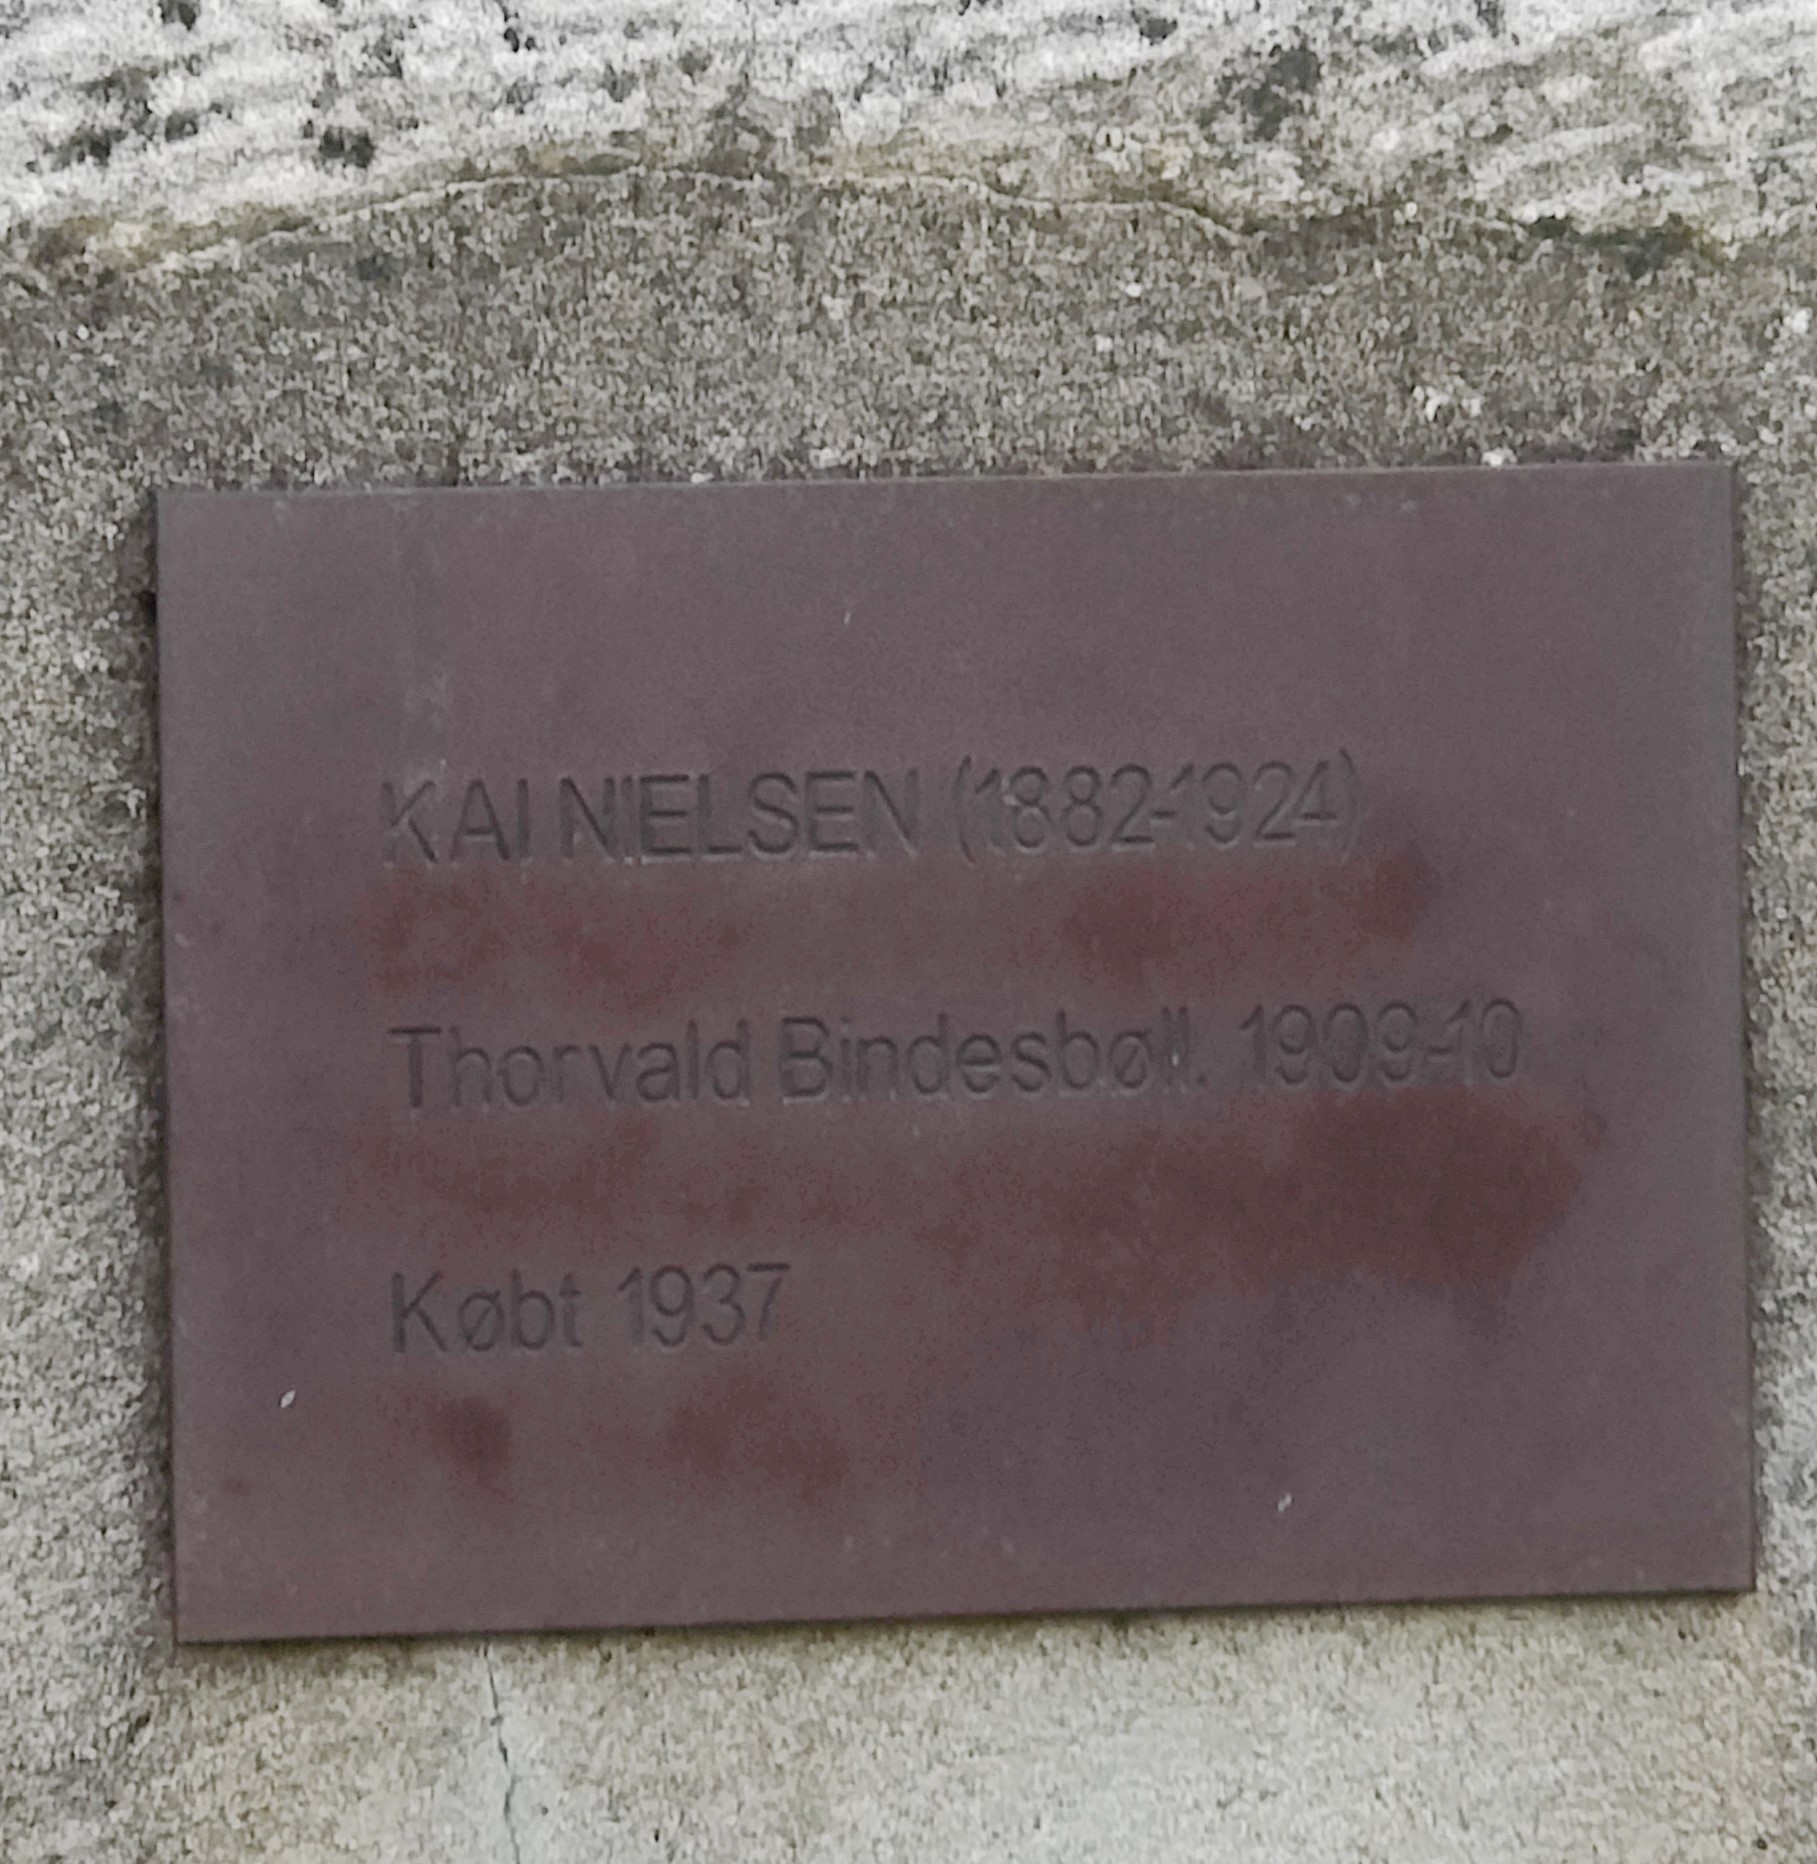 KAI NIELSEN (1882-1924)
Thorvald Bindesbøll. 1909-10
Købt 1937